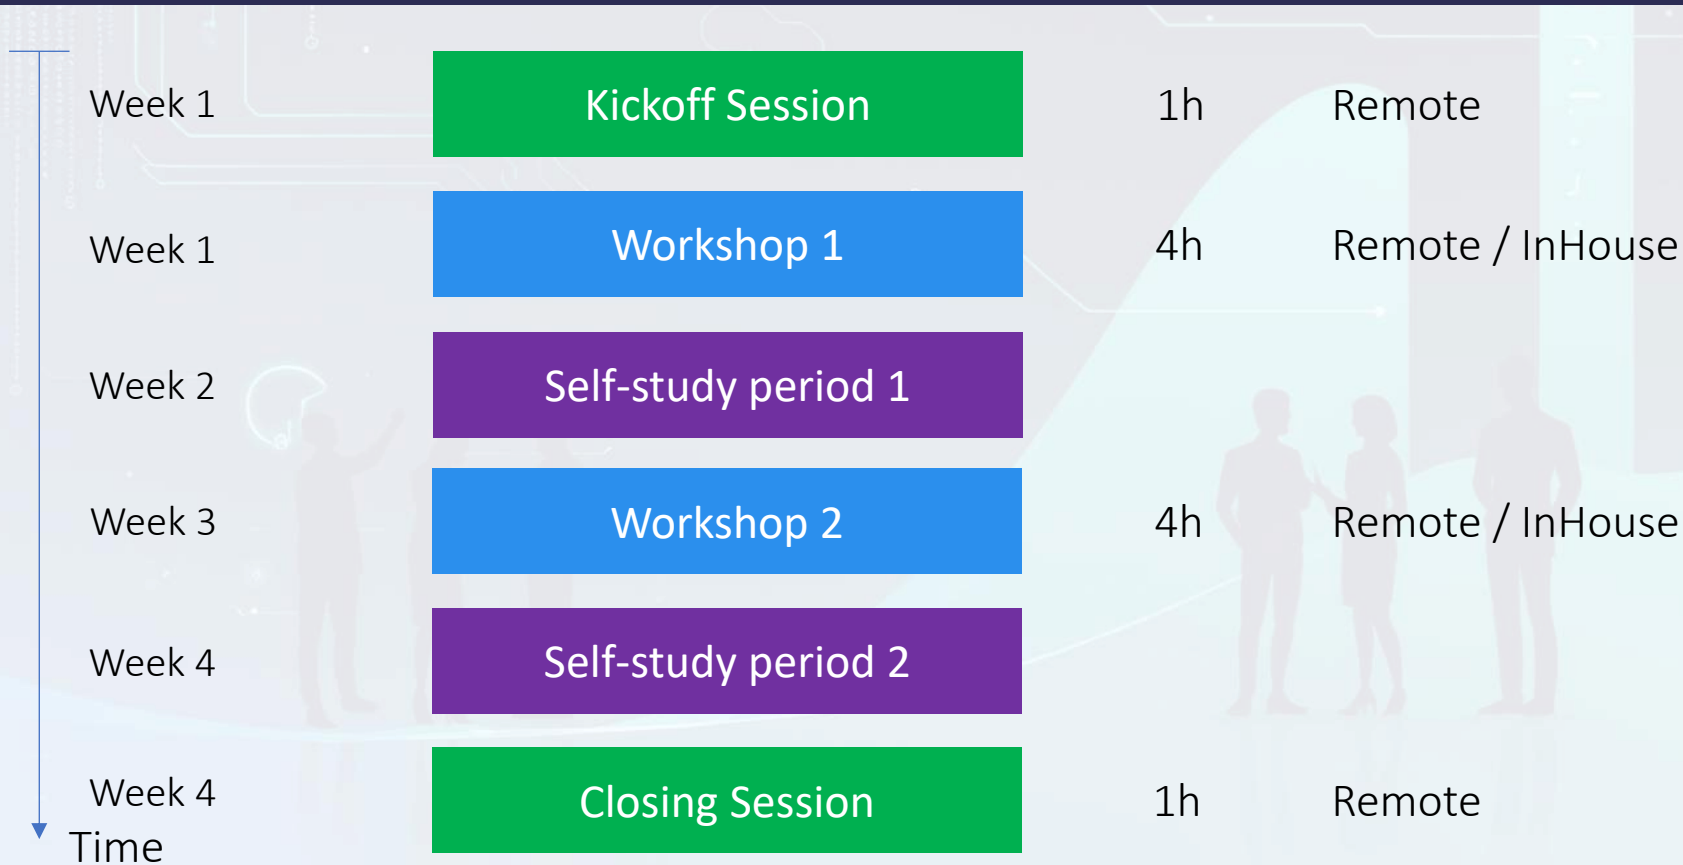 Week 1 Kickoff Session 1h Remote
Week 1 Workshop 1 4h Remote / InHouse
Week 2 Self-study period 1
Week 3 Workshop 2 4h Remote / InHouse
Week 4 Self-study period 2
Week 4 Closing Session 1h Remote
Time